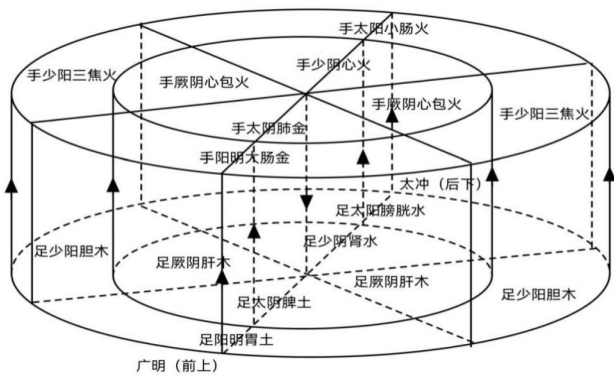 手太阳小肠火
手少阴心火
手少阳三焦火
手厥阴心包火
手厥阴心包火
手少阳三焦火
手太阴肺金
手阳明大肠金
太冲（后下）
足太阳膀胱水
足少阴肾水
足少阳胆木
足厥阴肝木
足厥阴肝木
足少阳胆木
足太阴脾土
足阳明胃土
广明（前上）